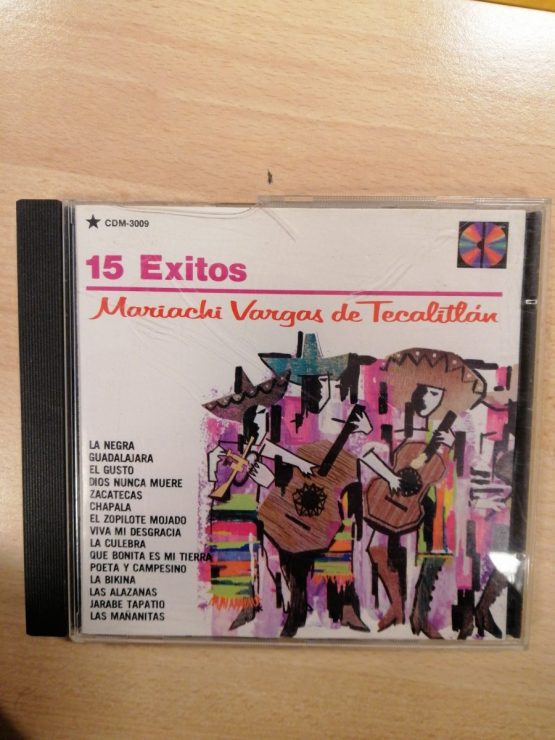 ★ CDM-3009
15 Exitos
Mariachi Vargas de Tecalitlán
LA NEGRA
GUADALAJARA
EL GUSTO
DIOS NUNCA MUERE
ZACATECAS
CHAPALA
EL ZOPILOTE MOJADO
VIVA MI DESGRACIA
LA CULEBRA
QUE BONITA ES MI TIERRA
POETA Y CAMPESINO
LA BIKINA
LAS ALAZANAS
JARABE TAPATIO
LAS MAÑANITAS